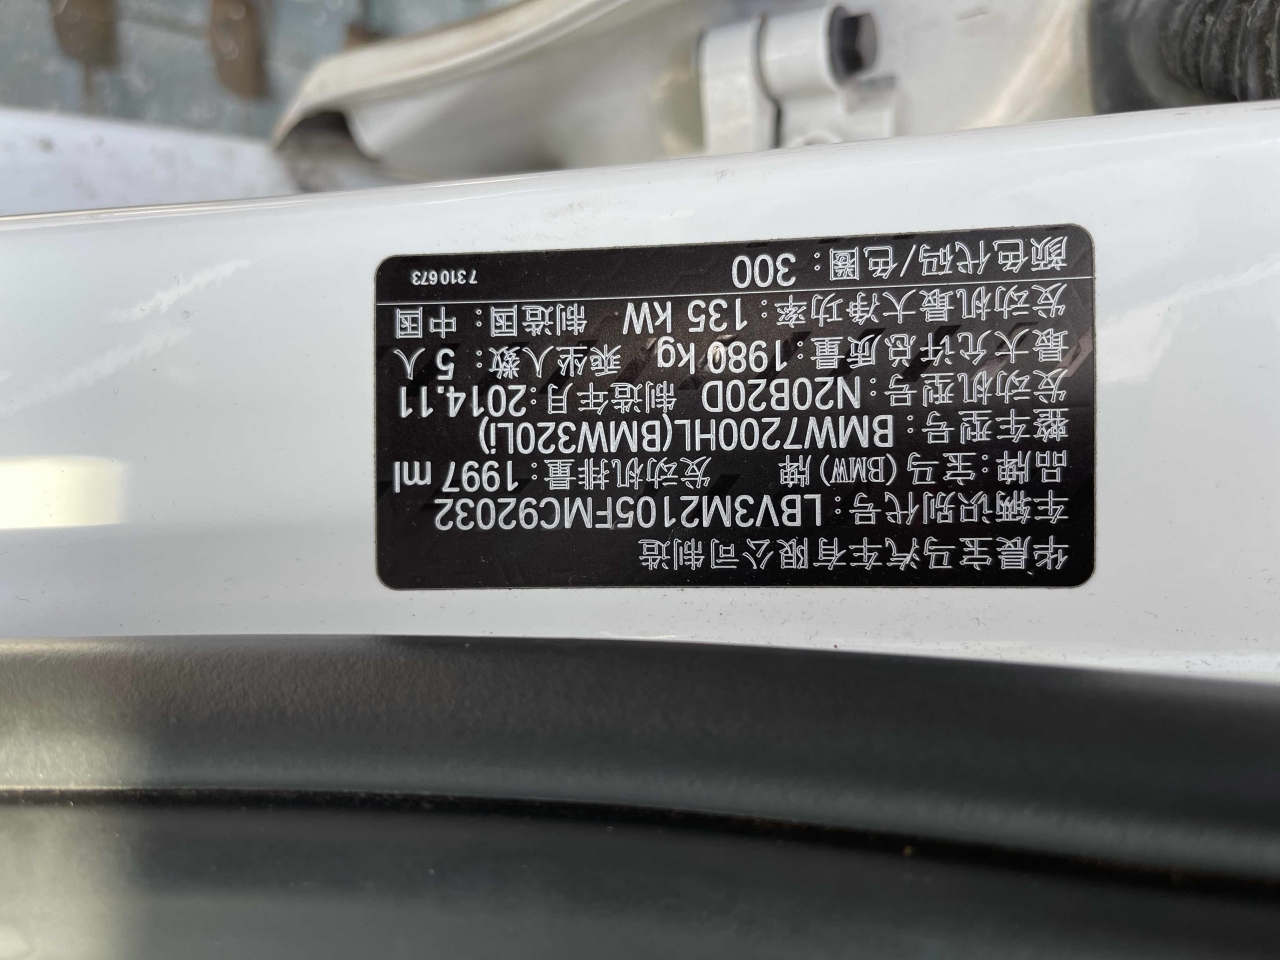 华晨宝马汽车有限公司制造
车辆识别代号：LBV3M2105FMC92032
品牌：宝马(BMW)牌 发动机排量：1997 ml
整车型号：BMW7200HL(BMW320Li)
发动机型号：N20B20D 制造年月：2014.11
最大允许总质量：1980 kg 乘坐人数：5 人
发动机最大净功率：135 kW 制造国：中国
颜色代码/色圈：300 7310673